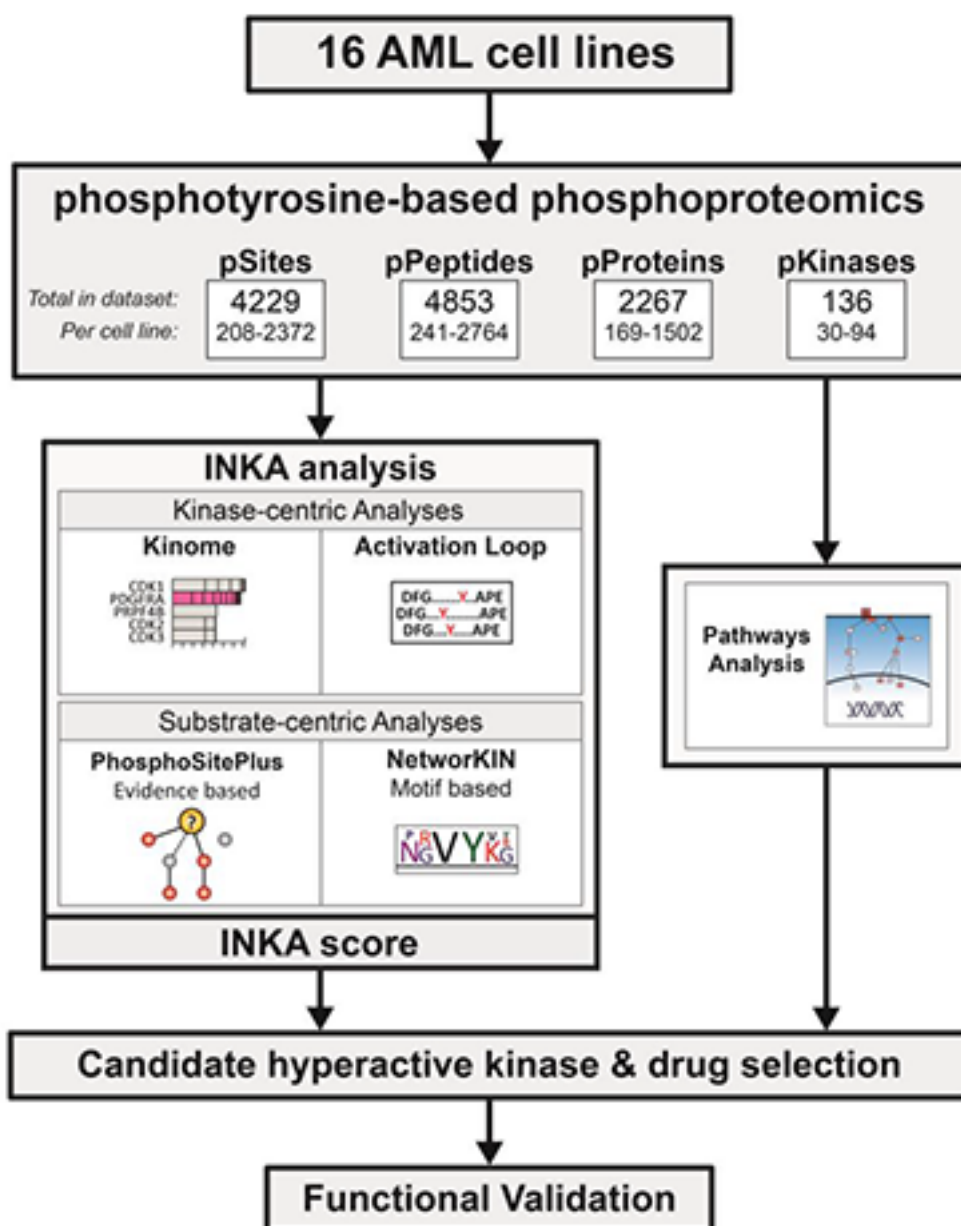 16 AML cell lines
phosphotyrosine-based phosphoproteomics
pSites pPeptides pProteins pKinases
Total in dataset: 4229 4853 2267 136
Per cell line: 208-2372 241-2764 169-1502 30-94
INKA analysis
Kinase-centric Analyses
Kinome Activation Loop
CDK1
PDGFRA
PRPF4B
CDK2
CDK3
DFG.......Y..APE
DFG...Y.........APE
DFG....Y......APE
Substrate-centric Analyses
PhosphoSitePlus NetworKIN
Evidence based Motif based
?
P R V I
N G V Y K G
INKA score
Pathways
Analysis
Candidate hyperactive kinase & drug selection
Functional Validation